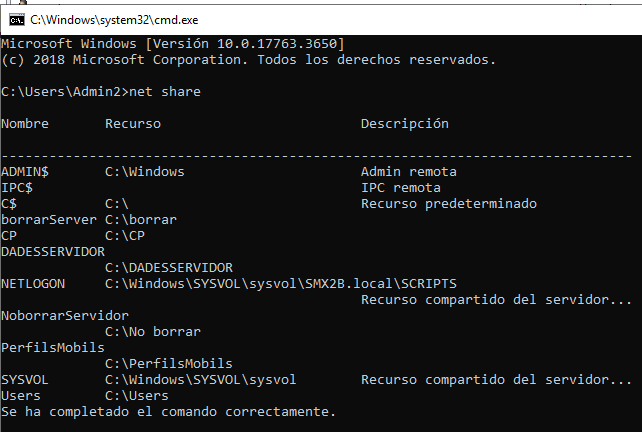 C:\Windows\system32\cmd.exe
Microsoft Windows [Versión 10.0.17763.3650]
(c) 2018 Microsoft Corporation. Todos los derechos reservados.
C:\Users\Admin2>net share
Nombre       Recurso                         Descripción
-------------------------------------------------------------------------------
ADMIN$       C:\Windows                      Admin remota
IPC$                                         IPC remota
C$           C:\                             Recurso predeterminado
borrarServer C:\borrar
CP           C:\CP
DADESSERVIDOR
             C:\DADESSERVIDOR
NETLOGON     C:\Windows\SYSVOL\sysvol\SMX2B.local\SCRIPTS
                                             Recurso compartido del servidor...
NoborrarServidor
             C:\No borrar
PerfilsMobils
             C:\PerfilsMobils
SYSVOL       C:\Windows\SYSVOL\sysvol        Recurso compartido del servidor...
Users        C:\Users
Se ha completado el comando correctamente.